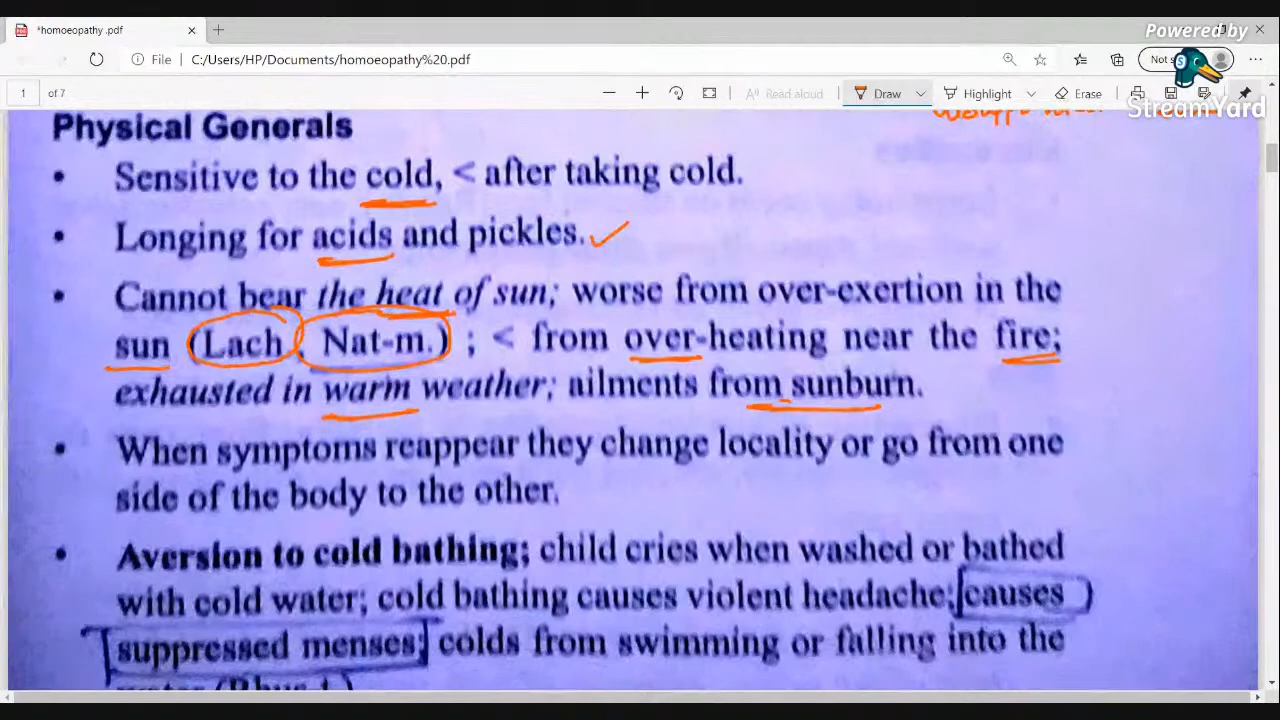 *homoeopathy .pdf
Powered by
File C:/Users/HP/Documents/homoeopathy%20.pdf
Not s
StreamYard
1 of 7
Read aloud
Draw
Highlight
Erase
Physical Generals
• Sensitive to the cold, < after taking cold.
• Longing for acids and pickles.
• Cannot bear the heat of sun; worse from over-exertion in the
sun (Lach, Nat-m.) ; < from over-heating near the fire;
exhausted in warm weather; ailments from sunburn.
• When symptoms reappear they change locality or go from one
side of the body to the other.
• Aversion to cold bathing; child cries when washed or bathed
with cold water; cold bathing causes violent headache; causes
suppressed menses; colds from swimming or falling into the